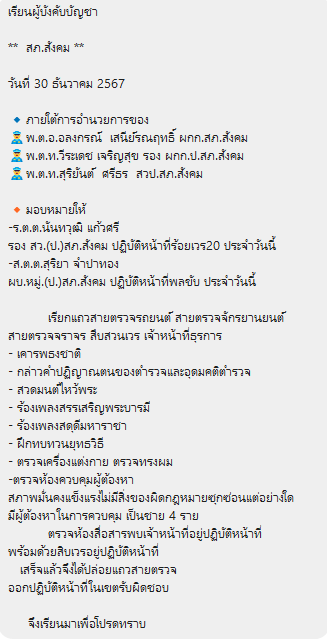 เรียนผู้บังคับบัญชา
** สภ.สังคม **
วันที่ 30 ธันวาคม 2567
🔹ภายใต้การอำนวยการของ
👮พ.ต.อ.อลงกรณ์ เสนีย์รณฤทธิ์ ผกก.สภ.สังคม
👮พ.ต.ท.วีระเดช เจริญสุข รอง ผกก.ป.สภ.สังคม
👮พ.ต.ท.สุริยันต์ ศรีธร สวป.สภ.สังคม
🔸มอบหมายให้
-ร.ต.ต.นันทวุฒิ แก้วศรี
รอง สว.(ป.)สภ.สังคม ปฏิบัติหน้าที่ร้อยเวร20 ประจำวันนี้
-ส.ต.ต.สุริยา จำปาทอง
ผบ.หมู่.(ป.)สภ.สังคม ปฏิบัติหน้าที่พลขับ ประจำวันนี้
เรียกแถวสายตรวจรถยนต์ สายตรวจจักรยานยนต์
สายตรวจจราจร สืบสวนเวร เจ้าหน้าที่ธุรการ
- เคารพธงชาติ
- กล่าวคำปฏิญาณตนของตำรวจและอุดมคติตำรวจ
- สวดมนต์ไหว้พระ
- ร้องเพลงสรรเสริญพระบารมี
- ร้องเพลงสดุดีมหาราชา
- ฝึกทบทวนยุทธวิธี
- ตรวจเครื่องแต่งกาย ตรวจทรงผม
-ตรวจห้องควบคุมผู้ต้องหา
สภาพมั่นคงแข็งแรงไม่มีสิ่งของผิดกฎหมายซุกซ่อนแต่อย่างใด
มีผู้ต้องหาในการควบคุม เป็นชาย 4 ราย
ตรวจห้องสื่อสารพบเจ้าหน้าที่อยู่ปฏิบัติหน้าที่
พร้อมด้วยสิบเวรอยู่ปฏิบัติหน้าที่
เสร็จแล้วจึงได้ปล่อยแถวสายตรวจ
ออกปฏิบัติหน้าที่ในเขตรับผิดชอบ
จึงเรียนมาเพื่อโปรดทราบ